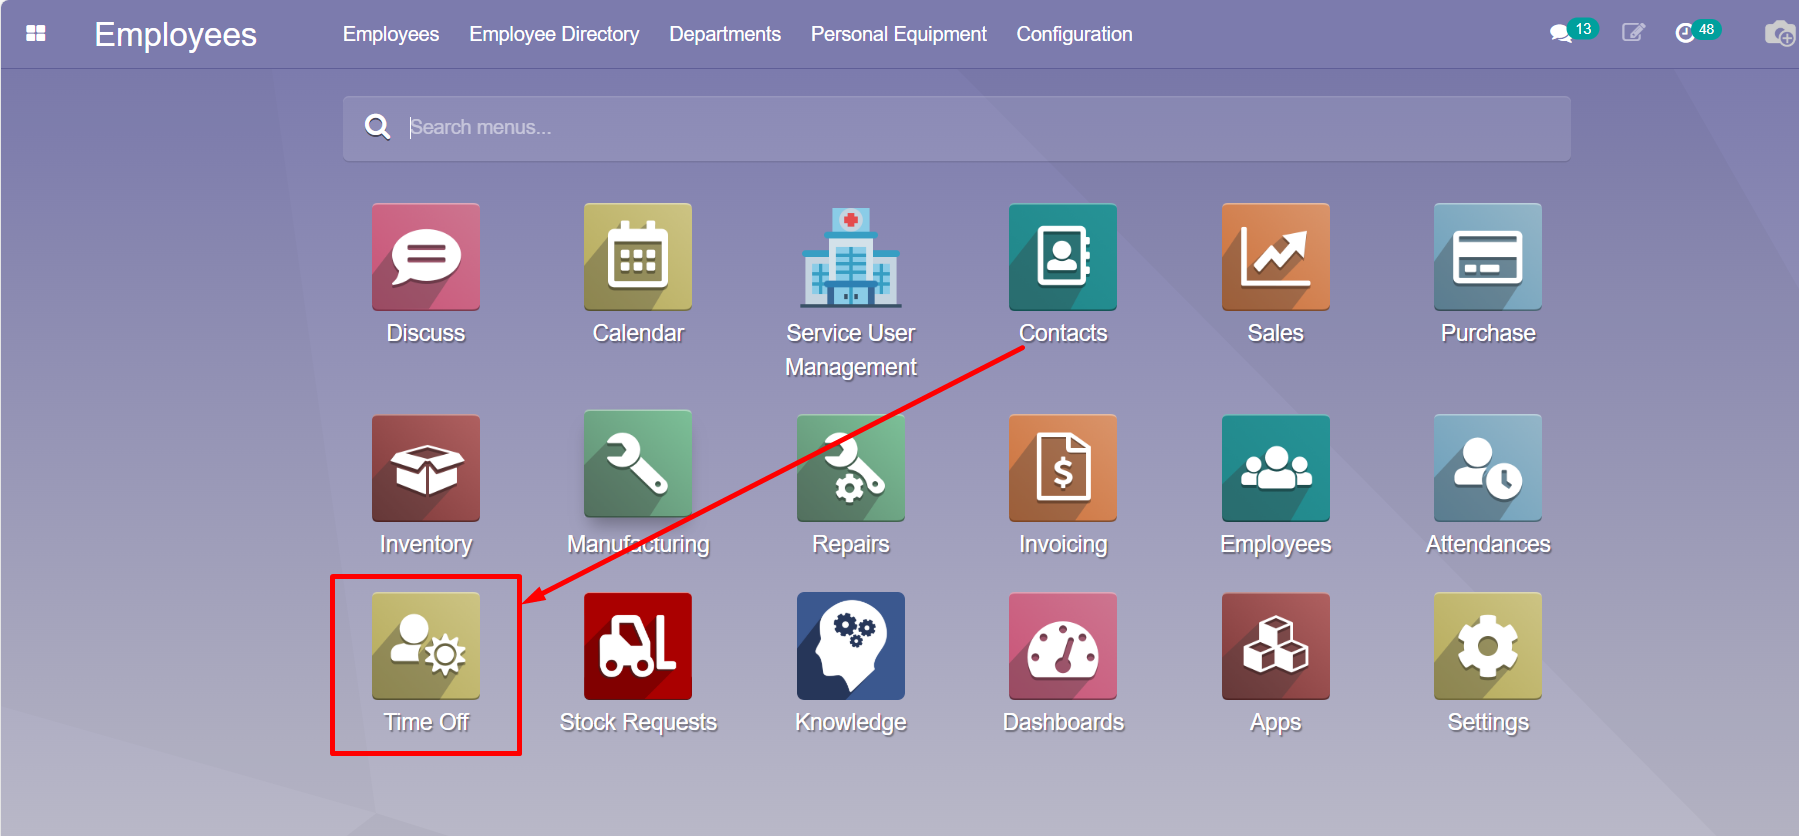 Employees
Employees
Employee Directory
Departments
Personal Equipment
Configuration
13
48
Search menus...
Discuss
Calendar
Service User
Management
Contacts
Sales
Purchase
Inventory
Manufacturing
Repairs
$
Invoicing
Employees
Attendances
Time Off
Stock Requests
Knowledge
Dashboards
Apps
Settings